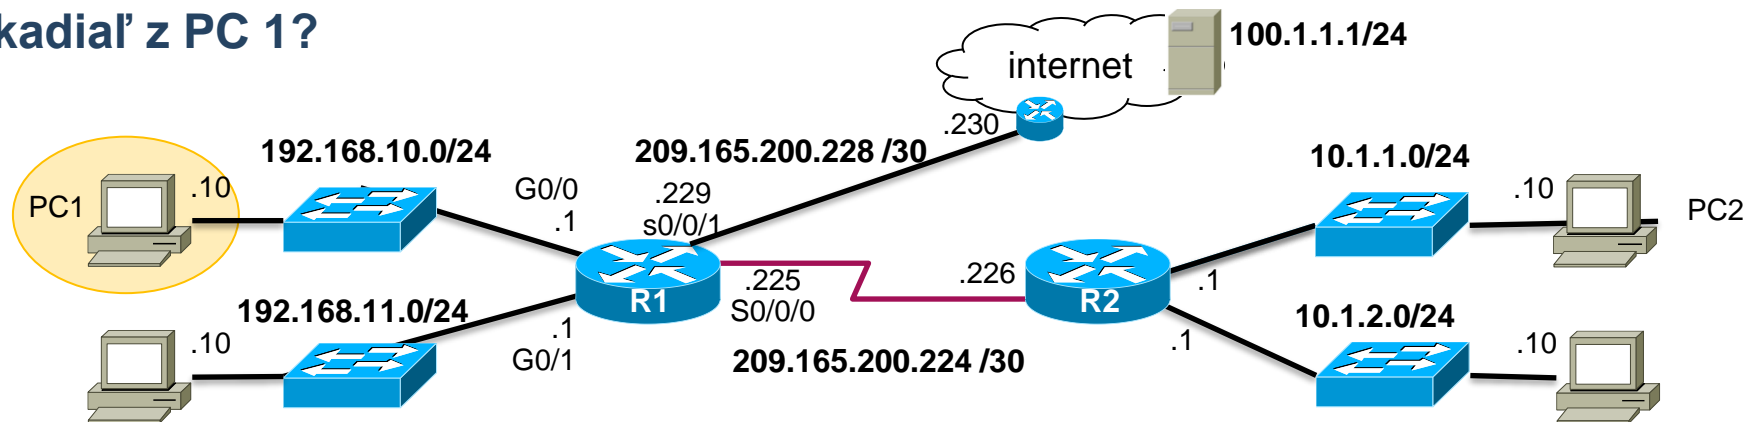 kadiaľ z PC 1?
100.1.1.1/24
internet
.230
192.168.10.0/24
209.165.200.228 /30
10.1.1.0/24
PC1
.10
G0/0
.1
.229
s0/0/1
.10
PC2
R1
.225
S0/0/0
.226
R2
.1
192.168.11.0/24
.1
G0/1
.10
209.165.200.224 /30
10.1.2.0/24
.1
.10